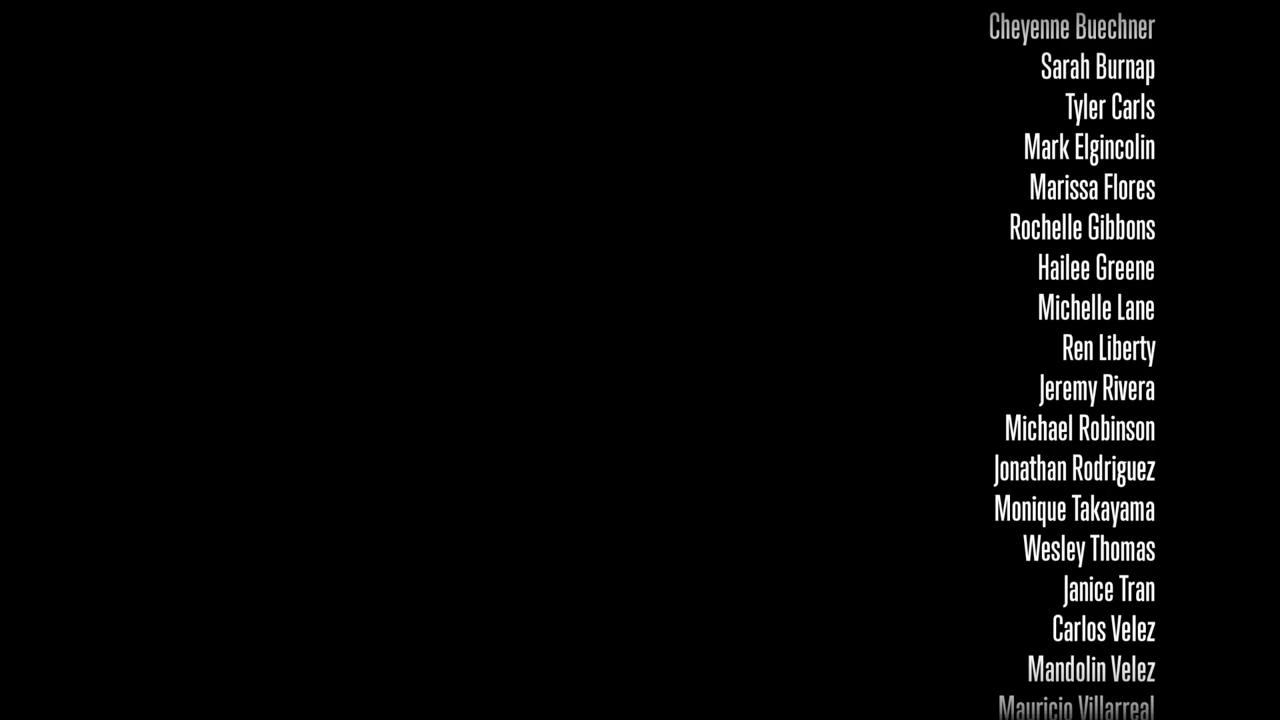 Cheyenne Buechner
Sarah Burnap
Tyler Carls
Mark Elgincolin
Marissa Flores
Rochelle Gibbons
Hailee Greene
Michelle Lane
Ren Liberty
Jeremy Rivera
Michael Robinson
Jonathan Rodriguez
Monique Takayama
Wesley Thomas
Janice Tran
Carlos Velez
Mandolin Velez
Mauricio Villarreal